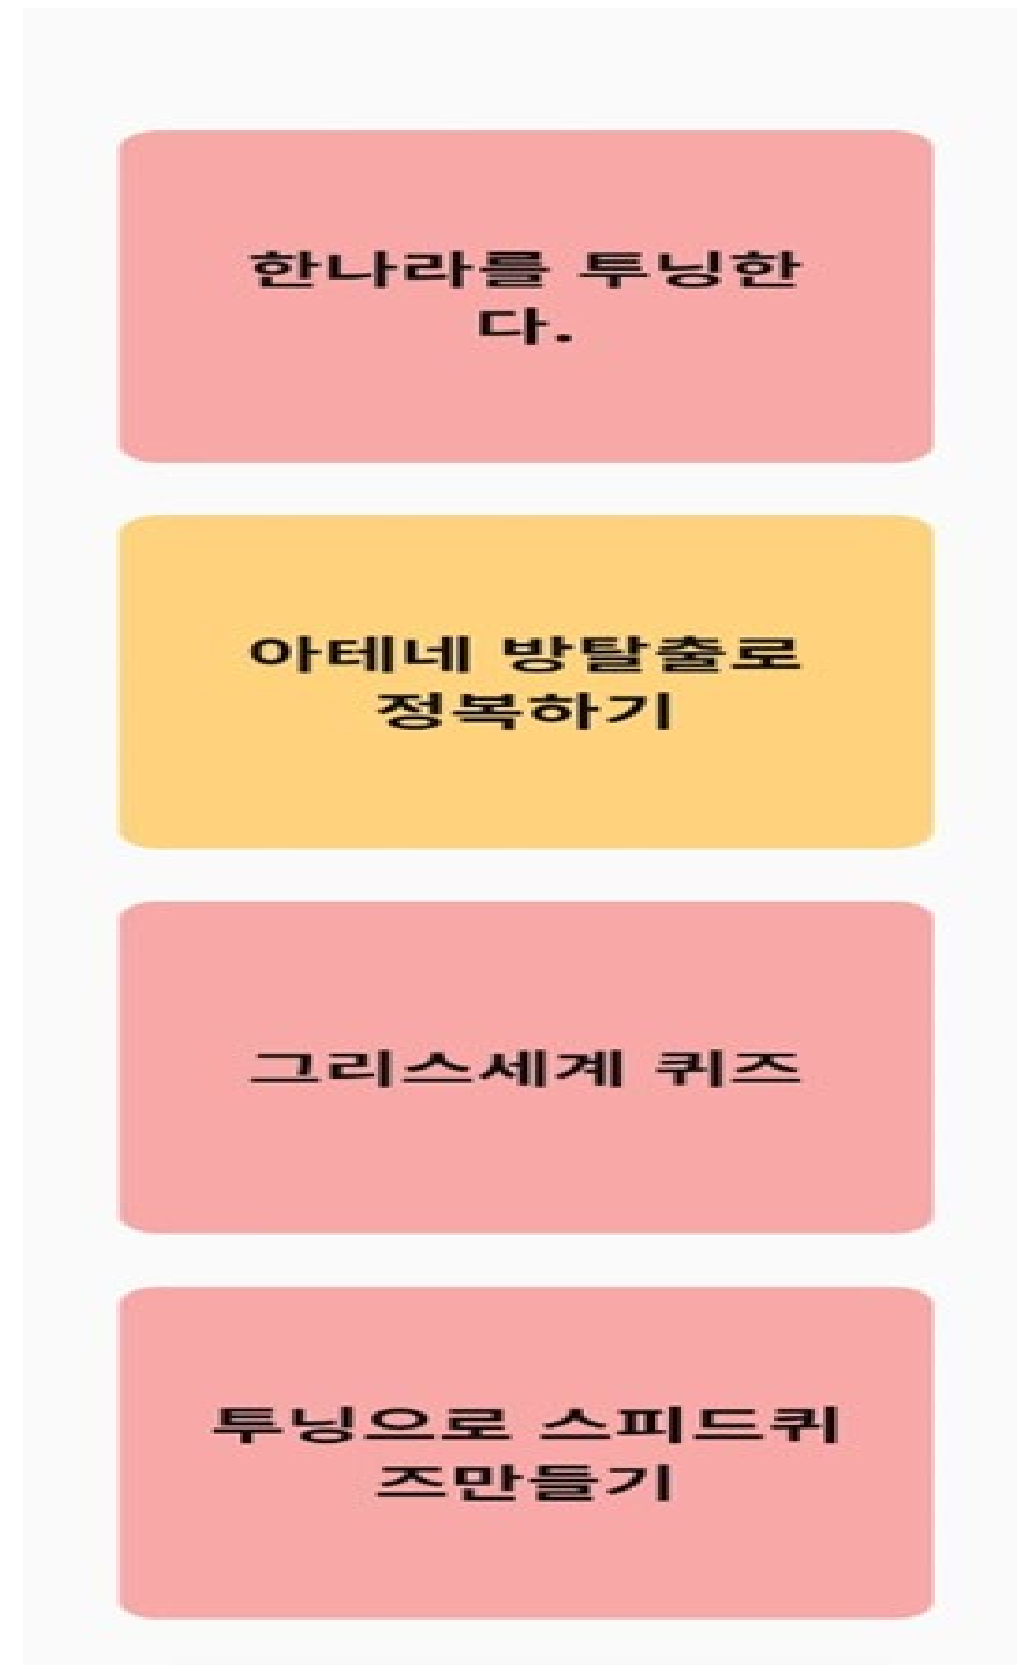 한나라를 투닝한
다.
아테네 방탈출로
정복하기
그리스세계 퀴즈
투닝으로 스피드퀴
즈만들기